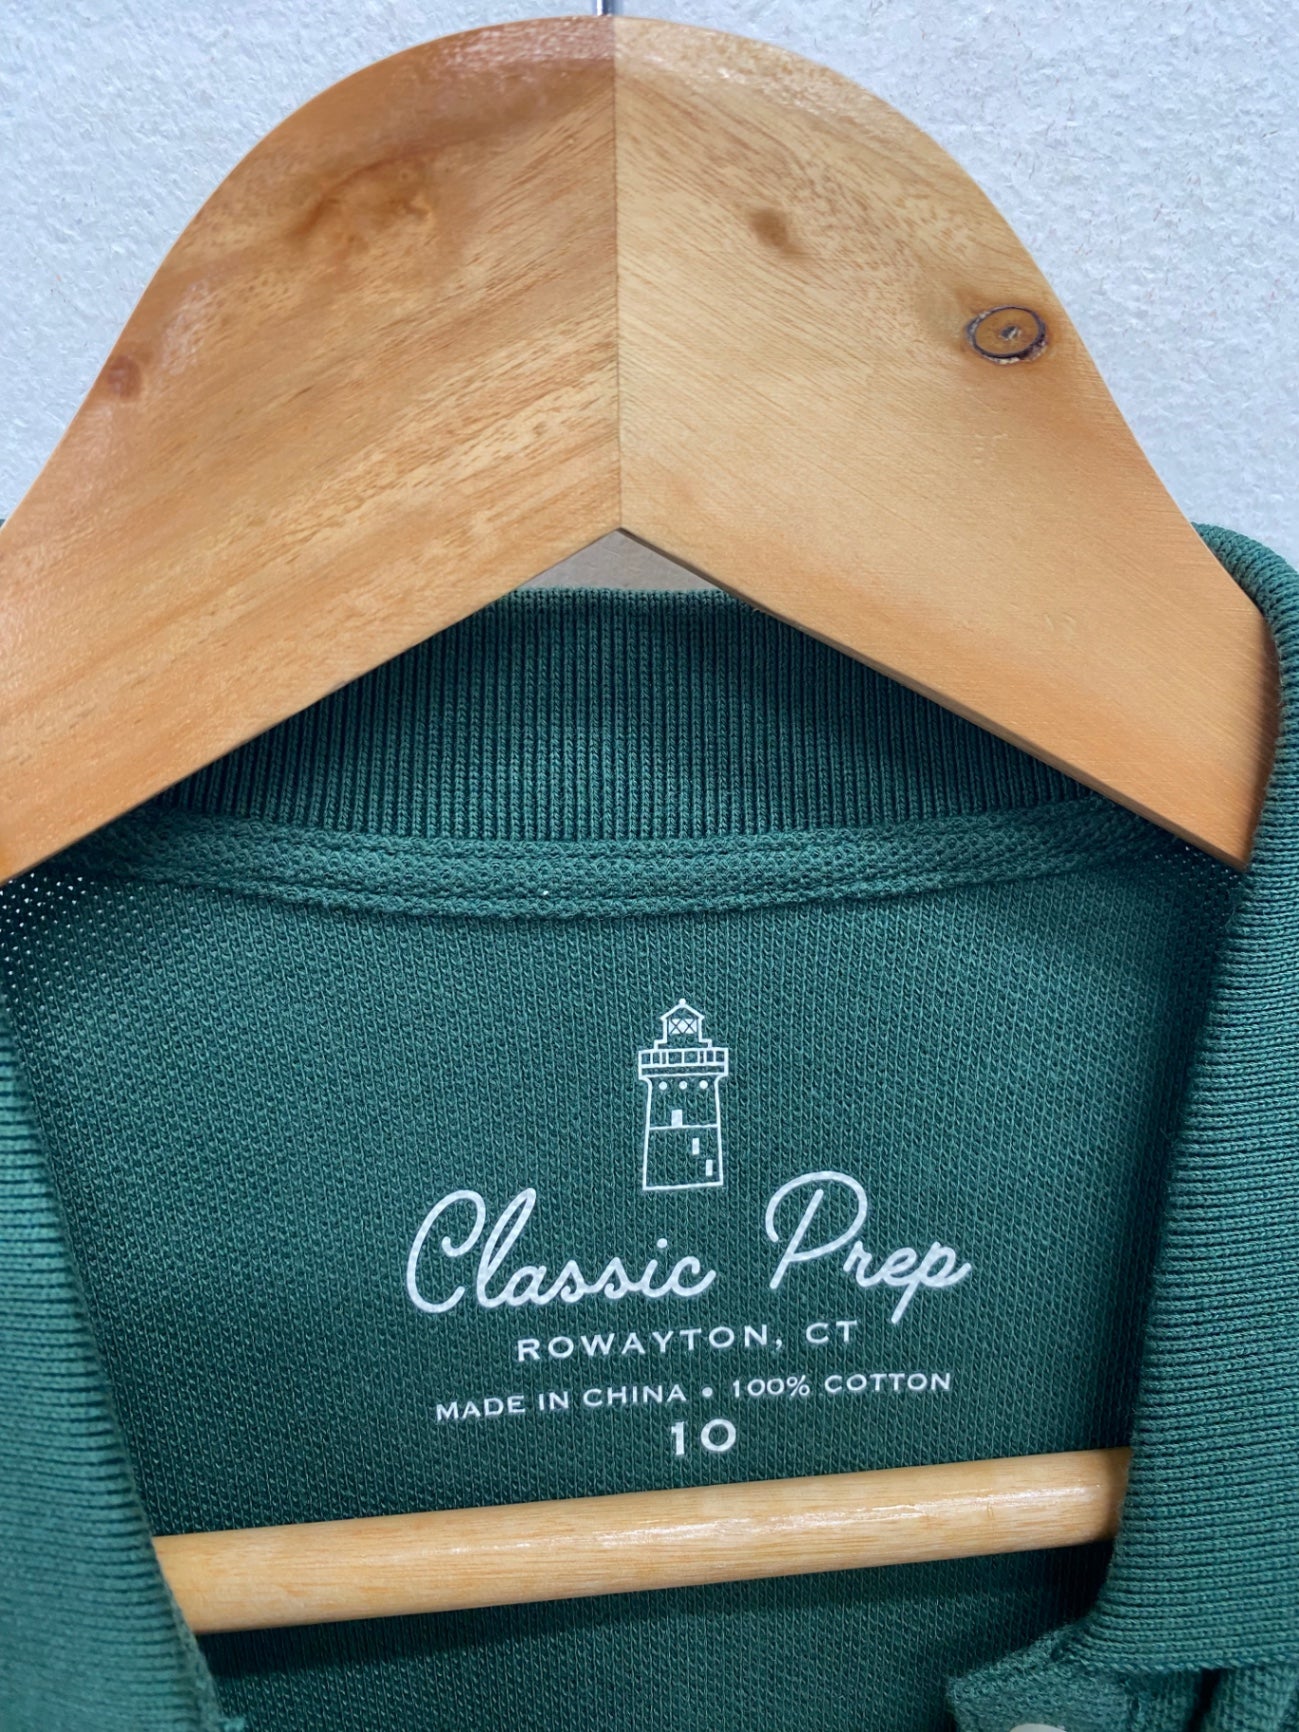 Classic Prep
ROWAYTON, CT
MADE IN CHINA • 100% COTTON
10